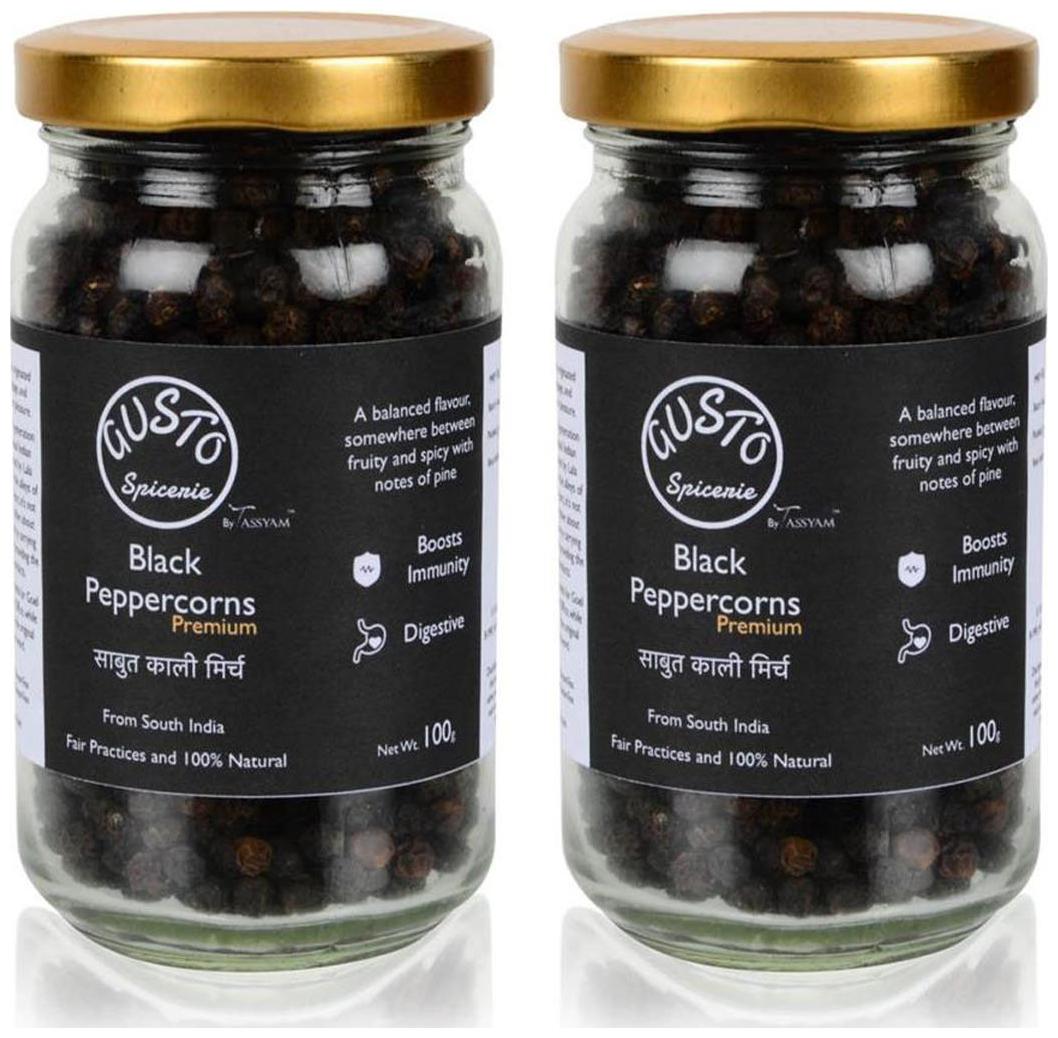 GUSTO
Spicerie
By TASSYAM™
Black
Peppercorns
Premium
साबुत काली मिर्च
From South India
Fair Practices and 100% Natural
A balanced flavour,
somewhere between
fruity and spicy with
notes of pine
Boosts
Immunity
Digestive
Net Wt. 100g
GUSTO
Spicerie
By TASSYAM™
Black
Peppercorns
Premium
साबुत काली मिर्च
From South India
Fair Practices and 100% Natural
A balanced flavour,
somewhere between
fruity and spicy with
notes of pine
Boosts
Immunity
Digestive
Net Wt. 100g